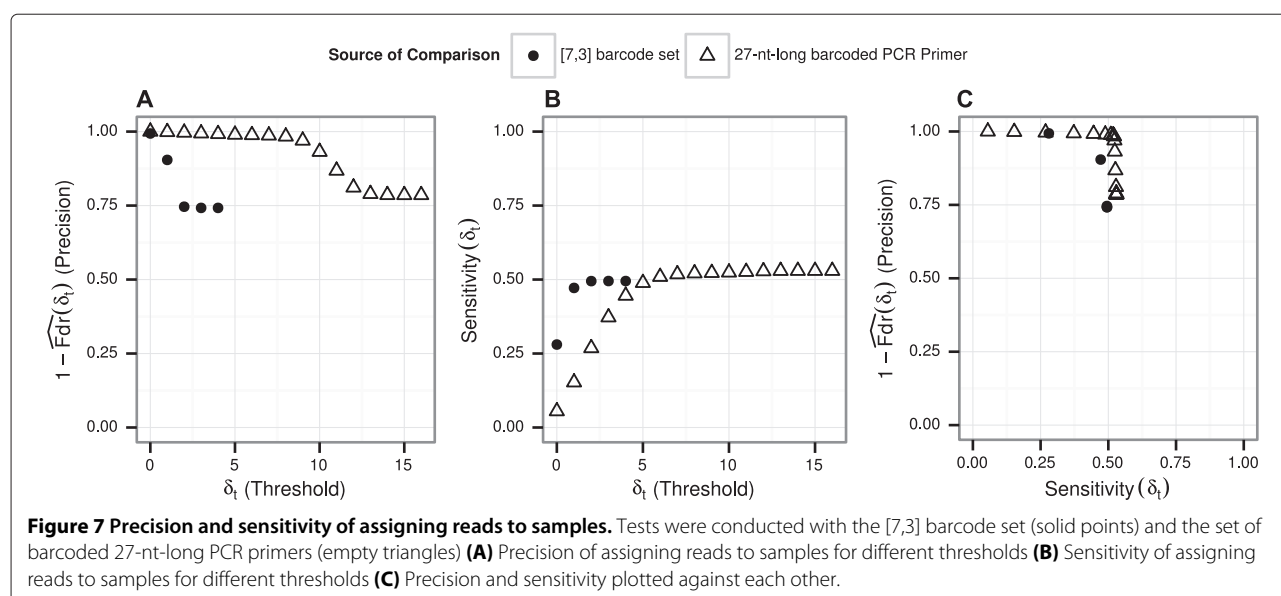 Source of Comparison [7,3] barcode set 27-nt-long barcoded PCR Primer
A
1.00
0.75
0.50
0.25
0.00
1 − Fdr(δt) (Precision)
0 5 10 15
δt (Threshold)
B
1.00
0.75
0.50
0.25
0.00
Sensitivity (δt)
0 5 10 15
δt (Threshold)
C
1.00
0.75
0.50
0.25
0.00
1 − Fdr(δt) (Precision)
0.00 0.25 0.50 0.75 1.00
Sensitivity (δt)
Figure 7 Precision and sensitivity of assigning reads to samples. Tests were conducted with the [7,3] barcode set (solid points) and the set of
barcoded 27-nt-long PCR primers (empty triangles) (A) Precision of assigning reads to samples for different thresholds (B) Sensitivity of assigning
reads to samples for different thresholds (C) Precision and sensitivity plotted against each other.